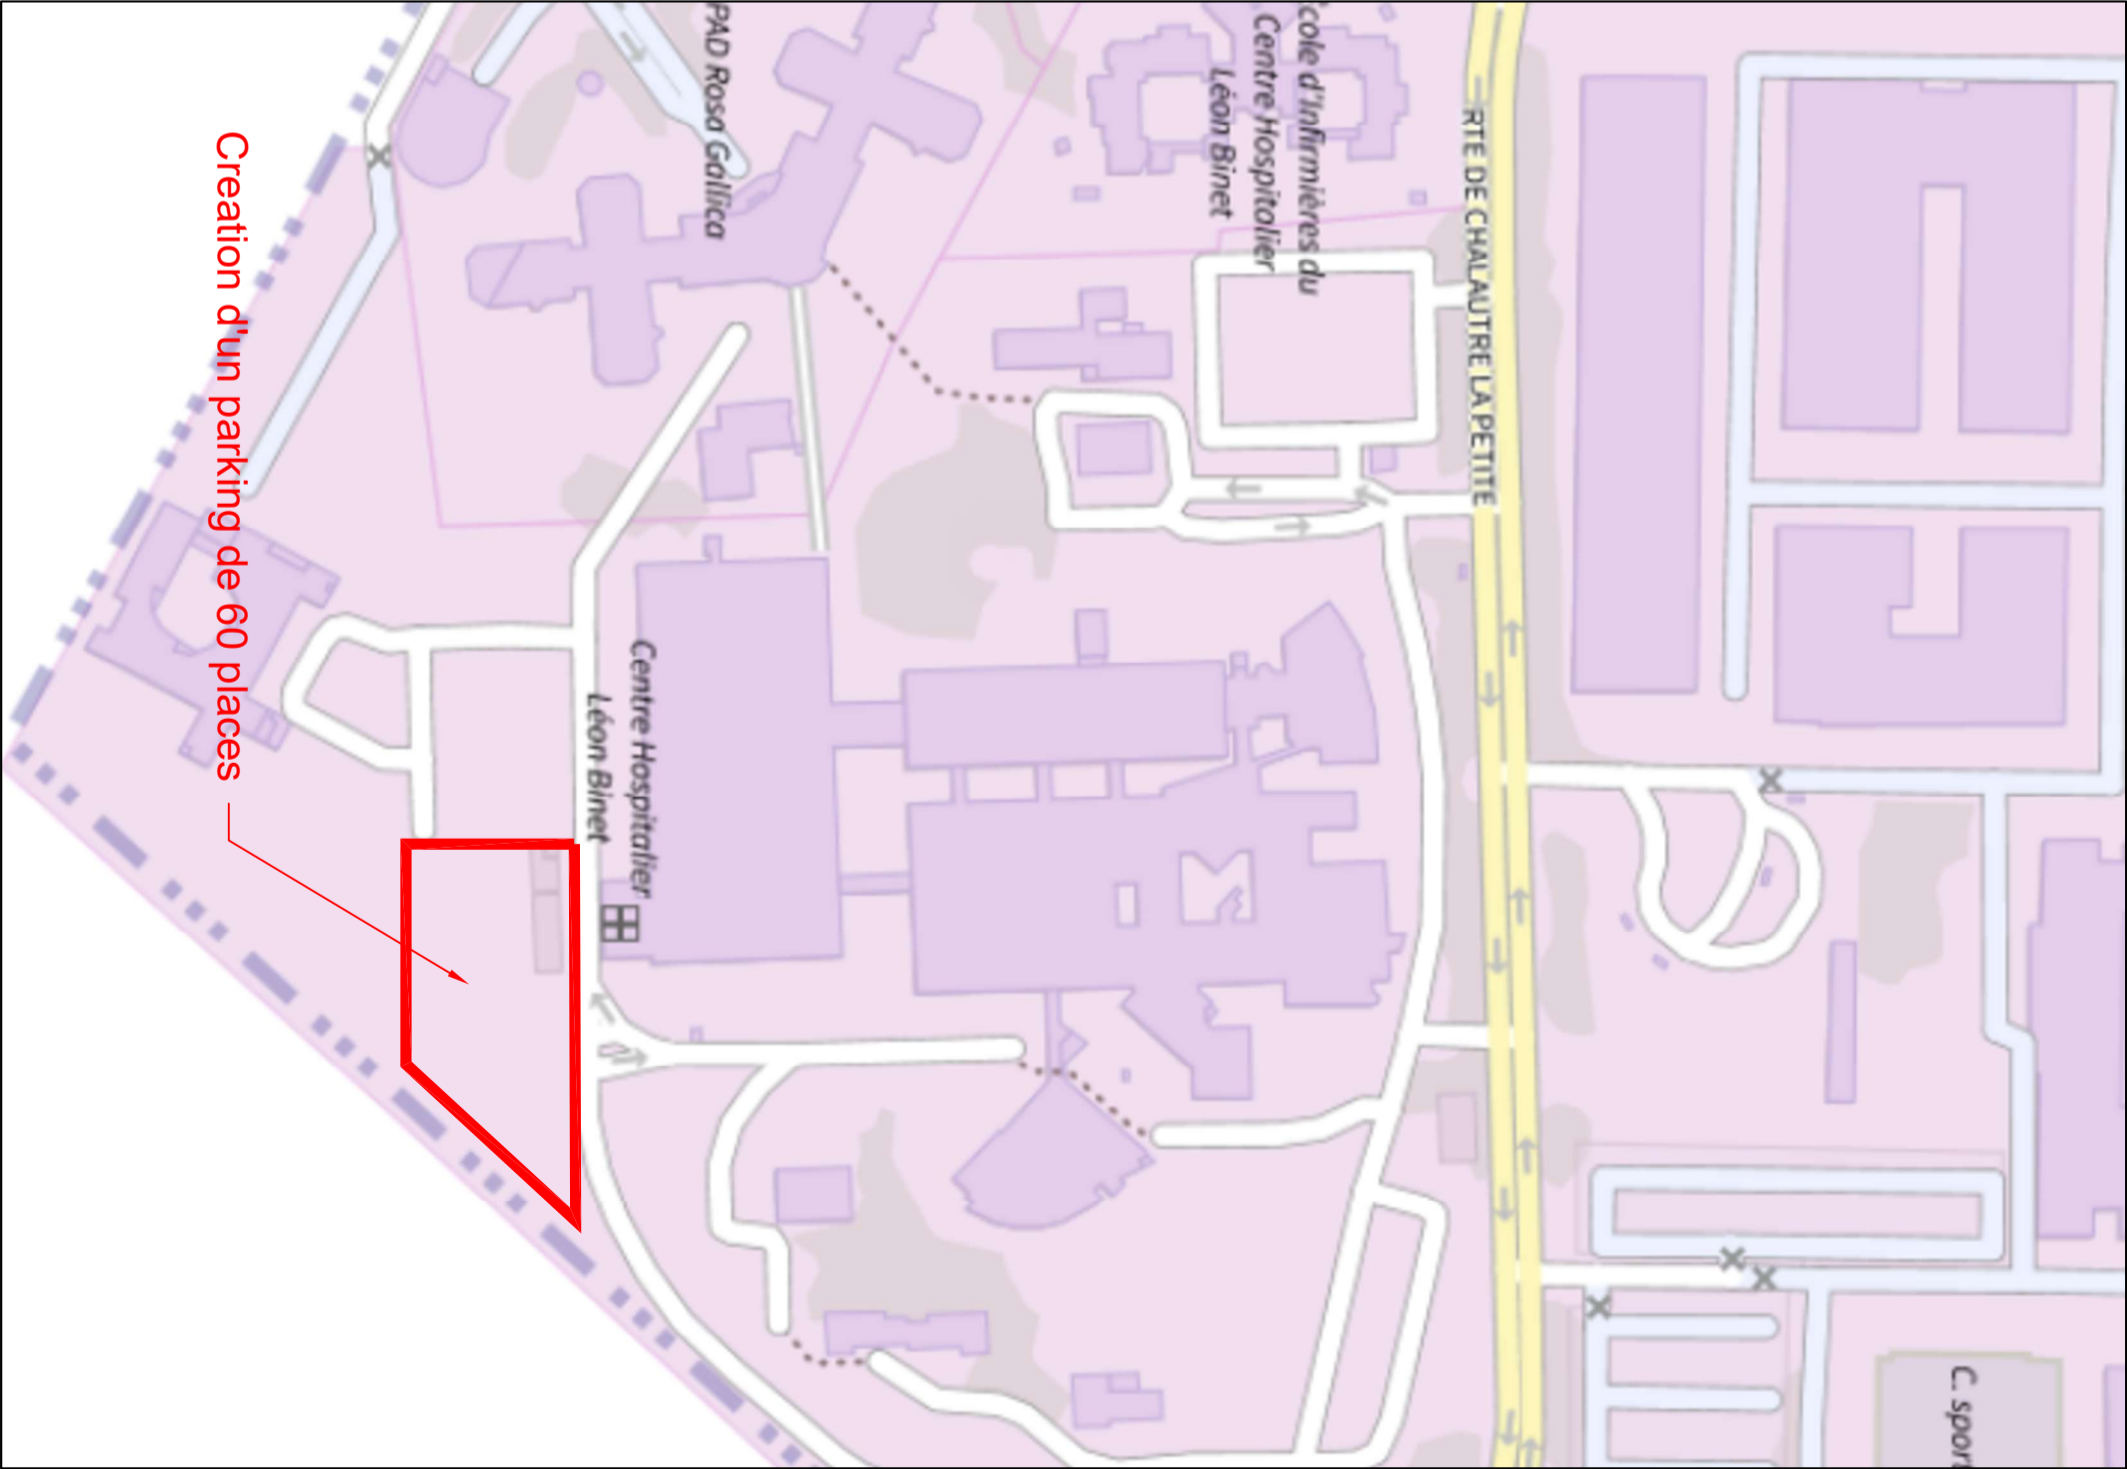 RTE DE CHALAUTRE LA PETITE
cole d'Infirmières du
Centre Hospitalier
Léon Binet
PAD Rosa Gallica
Centre Hospitalier
Léon Binet
Creation d'un parking de 60 places
C. sport